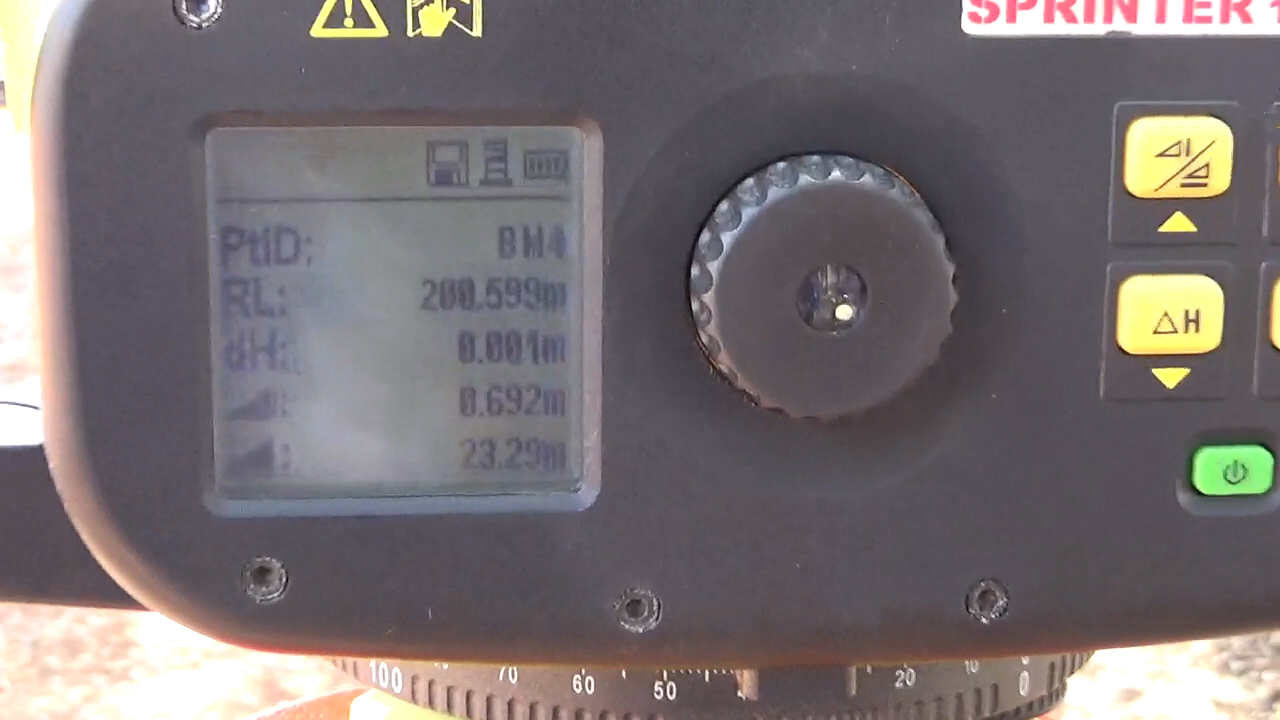 SPRINTER
PtID: BM4
RL: 200.599m
dH: 0.001m
: 0.692m
: 23.29m
ΔH
100 70 60 50 20 10 0